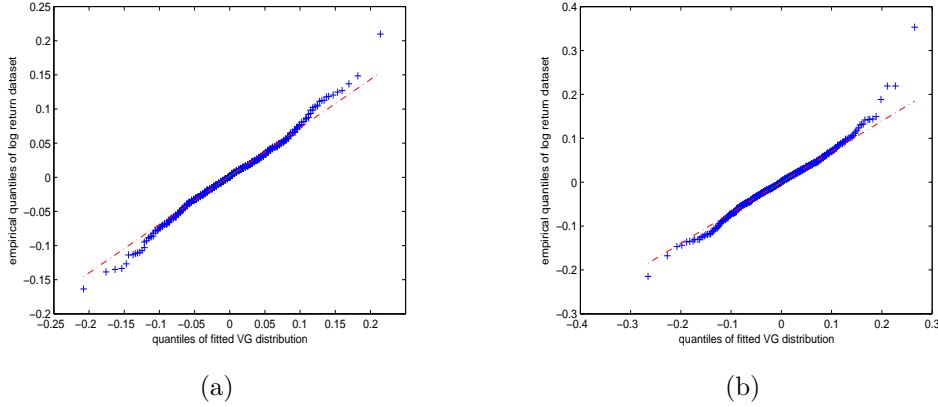 0.25
0.2
0.15
0.1
0.05
0
−0.05
−0.1
−0.15
−0.2
empirical quantiles of log return dataset
−0.25 −0.2 −0.15 −0.1 −0.05 0 0.05 0.1 0.15 0.2
quantiles of fitted VG distribution
(a)
0.4
0.3
0.2
0.1
0
−0.1
−0.2
−0.3
empirical quantiles of log return dataset
−0.4 −0.3 −0.2 −0.1 0 0.1 0.2 0.3
quantiles of fitted VG distribution
(b)